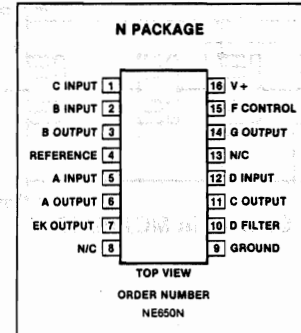 N PACKAGE
C INPUT 1 16 V+
B INPUT 2 15 F CONTROL
B OUTPUT 3 14 G OUTPUT
REFERENCE 4 13 N/C
A INPUT 5 12 D INPUT
A OUTPUT 6 11 C OUTPUT
EK OUTPUT 7 10 D FILTER
N/C 8 9 GROUND
TOP VIEW
ORDER NUMBER
NE650N